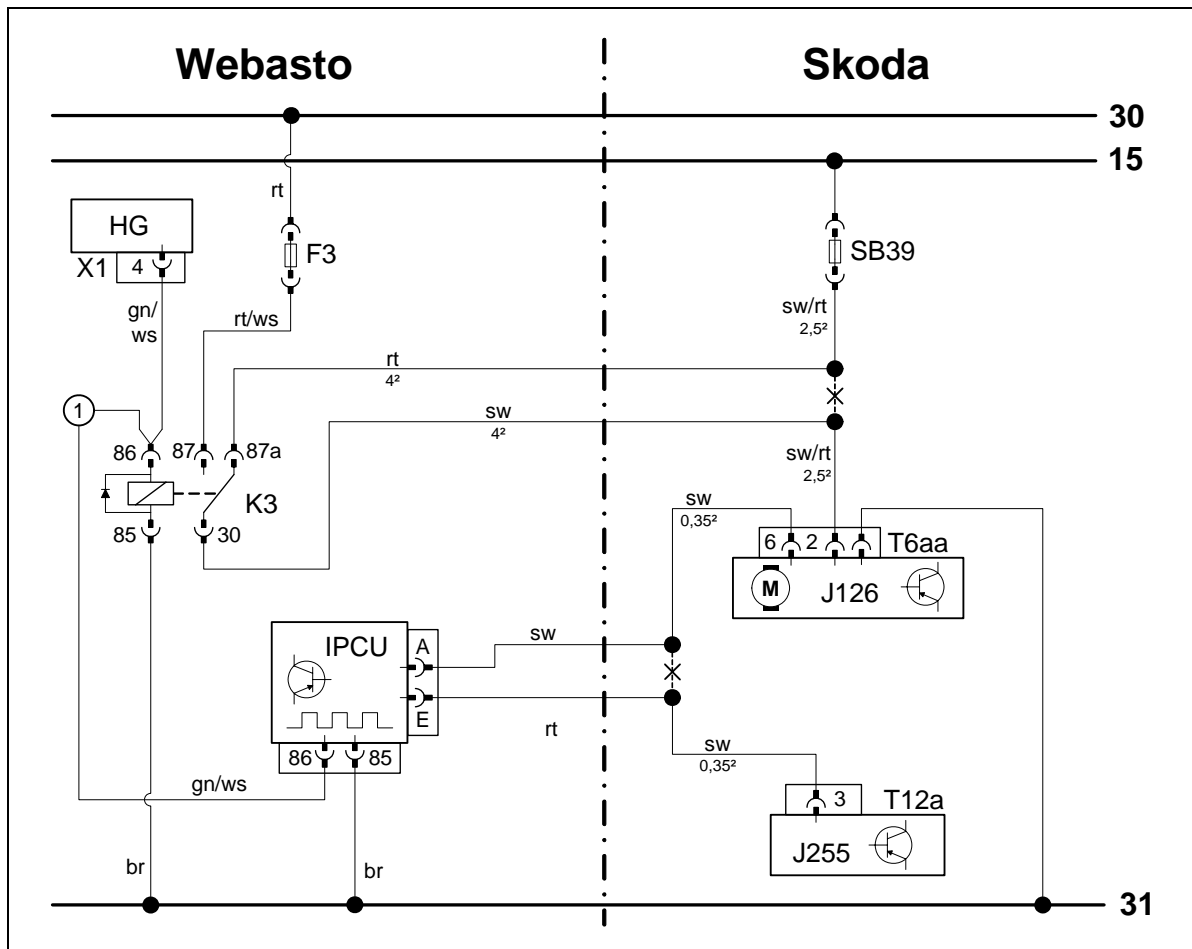 Webasto
Skoda
30
15
rt
HG
X1
4
F3
SB39
gn/
ws
rt/ws
sw/rt
2,5²
rt
4²
1
sw
4²
86
87
87a
sw/rt
2,5²
K3
sw
0,35²
85
30
6
2
T6aa
M
J126
IPCU
A
sw
E
rt
86
85
sw
0,35²
gn/ws
3
T12a
J255
br
br
31